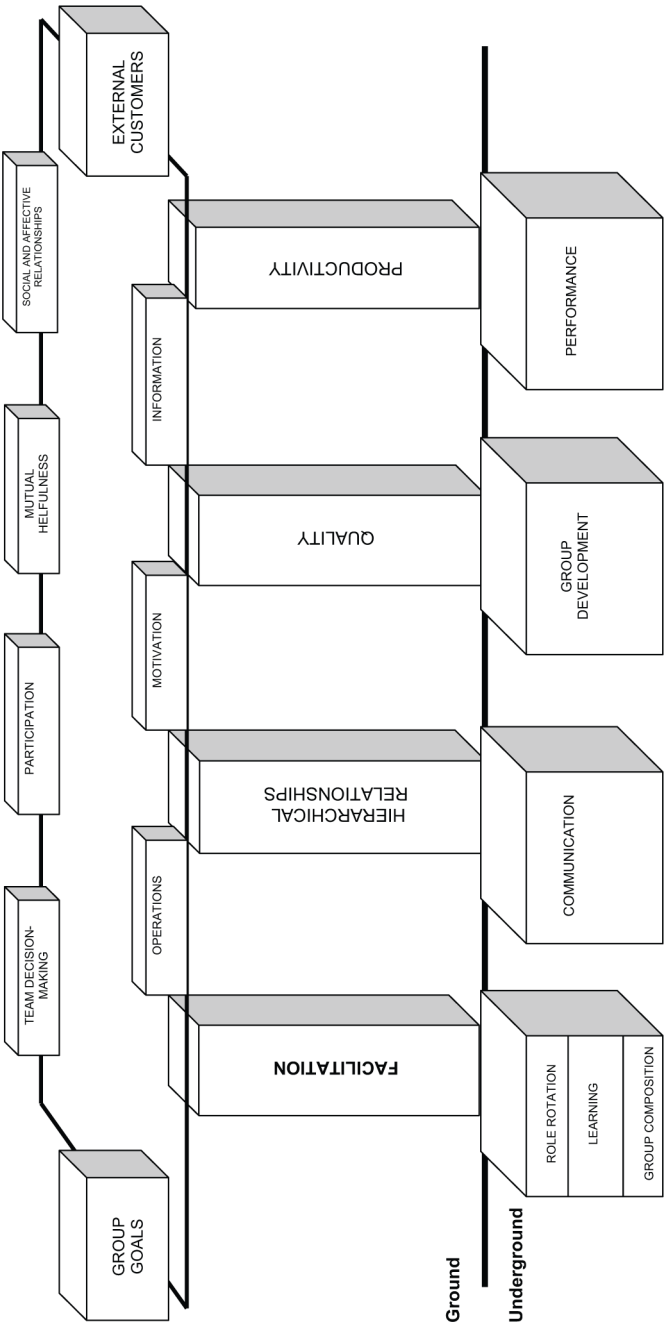 TEAM DECISION-
MAKING
PARTICIPATION
MUTUAL
HELFULNESS
SOCIAL AND AFFECTIVE
RELATIONSHIPS
GROUP
GOALS
EXTERNAL
CUSTOMERS
OPERATIONS
MOTIVATION
INFORMATION
FACILITATION
HIERARCHICAL
RELATIONSHIPS
QUALITY
PRODUCTIVITY
Ground
Underground
ROLE ROTATION
LEARNING
GROUP COMPOSITION
COMMUNICATION
GROUP
DEVELOPMENT
PERFORMANCE